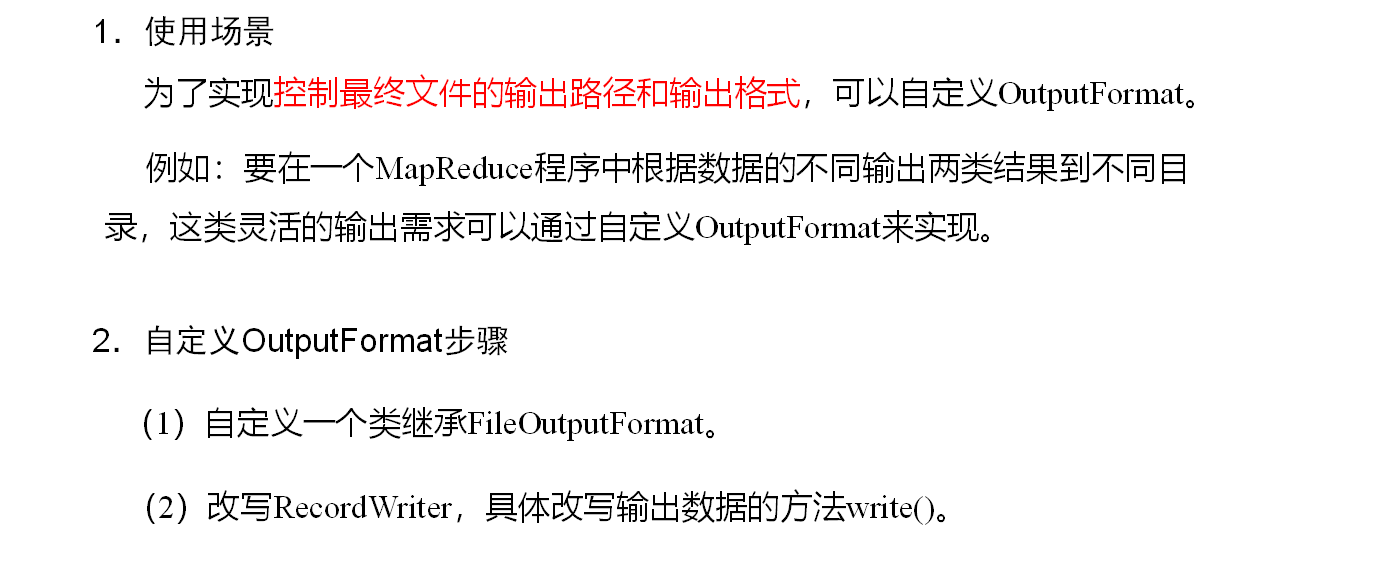 1．使用场景
为了实现控制最终文件的输出路径和输出格式，可以自定义OutputFormat。
例如：要在一个MapReduce程序中根据数据的不同输出两类结果到不同目
录，这类灵活的输出需求可以通过自定义OutputFormat来实现。
2．自定义OutputFormat步骤
（1）自定义一个类继承FileOutputFormat。
（2）改写RecordWriter，具体改写输出数据的方法write()。